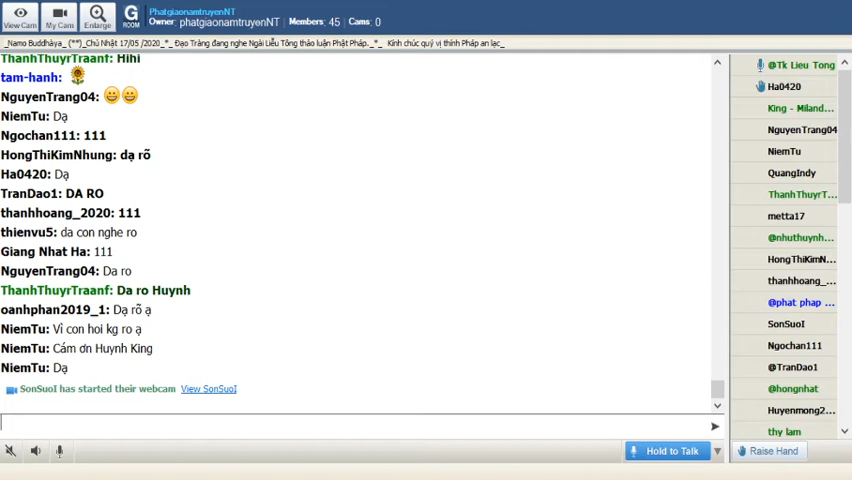 View Cam
My Cam
Enlarge
G
ROOM
PhatgiaonamtruyenNT
Owner: phatgiaonamtruyenNT Members: 45 Cams: 0
_Namo Buddhàya_ (**)_Chủ Nhật 17/05 /2020_*_ Đạo Tràng đang nghe Ngài Liễu Tông thảo luận Phật Pháp._*_ Kính chúc quý vị thính Pháp an lạc_
ThanhThuyrTraanf: Hihi
tam-hanh:
NguyenTrang04:
NiemTu: Dạ
Ngochan111: 111
HongThiKimNhung: dạ rõ
Ha0420: Dạ
TranDao1: DA RO
thanhhoang_2020: 111
thienvu5: da con nghe ro
Giang Nhat Ha: 111
NguyenTrang04: Da ro
ThanhThuyrTraanf: Da ro Huynh
oanhphan2019_1: Dạ rõ ạ
NiemTu: Vì con hoi kg ro ạ
NiemTu: Cám ơn Huynh King
NiemTu: Dạ
SonSuoI has started their webcam View SonSuoI
@Tk Lieu Tong
Ha0420
King - Miland...
NguyenTrang04
NiemTu
QuangIndy
ThanhThuyrT...
metta17
@nhuthuynh...
HongThiKimN...
thanhhoang_...
@phat phap ...
SonSuoI
Ngochan111
@TranDao1
@hongnhat
Huyenmong2...
thy lam
Hold to Talk
Raise Hand